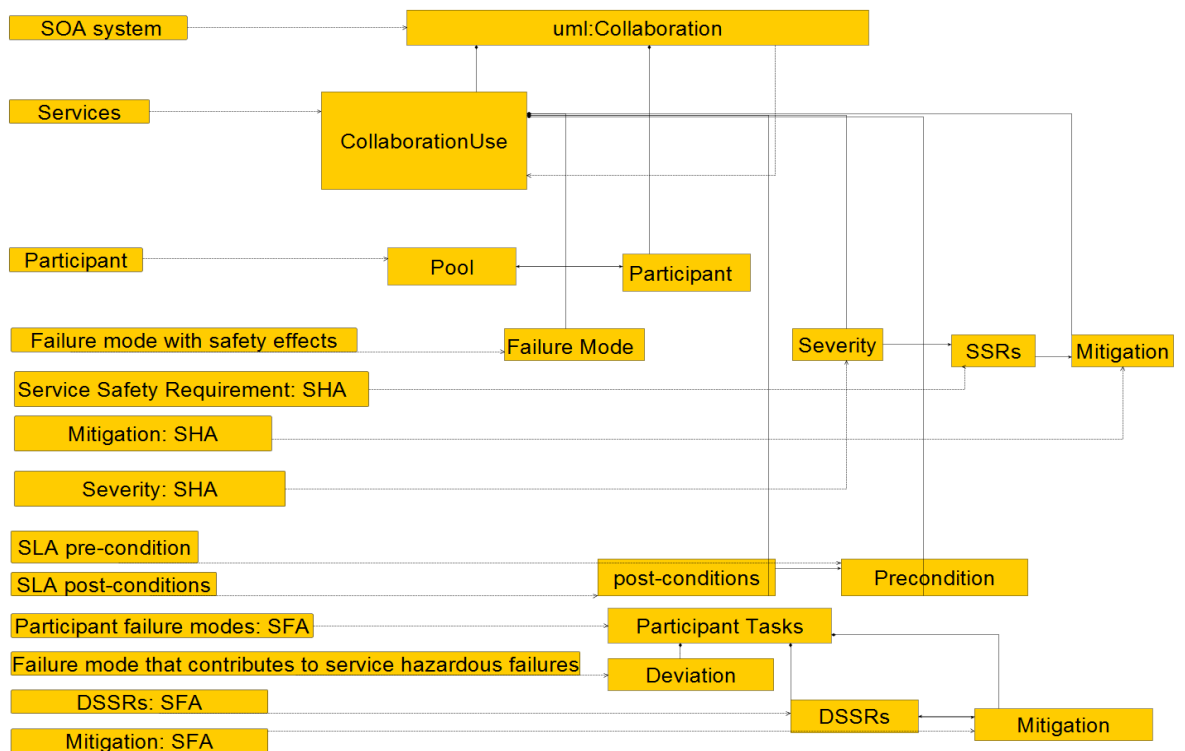 SOA system
uml:Collaboration
Services
CollaborationUse
Participant
Pool
Participant
Failure mode with safety effects
Failure Mode
Severity
SSRs
Mitigation
Service Safety Requirement: SHA
Mitigation: SHA
Severity: SHA
SLA pre-condition
SLA post-conditions
post-conditions
Precondition
Participant failure modes: SFA
Participant Tasks
Failure mode that contributes to service hazardous failures
Deviation
DSSRs: SFA
DSSRs
Mitigation
Mitigation: SFA